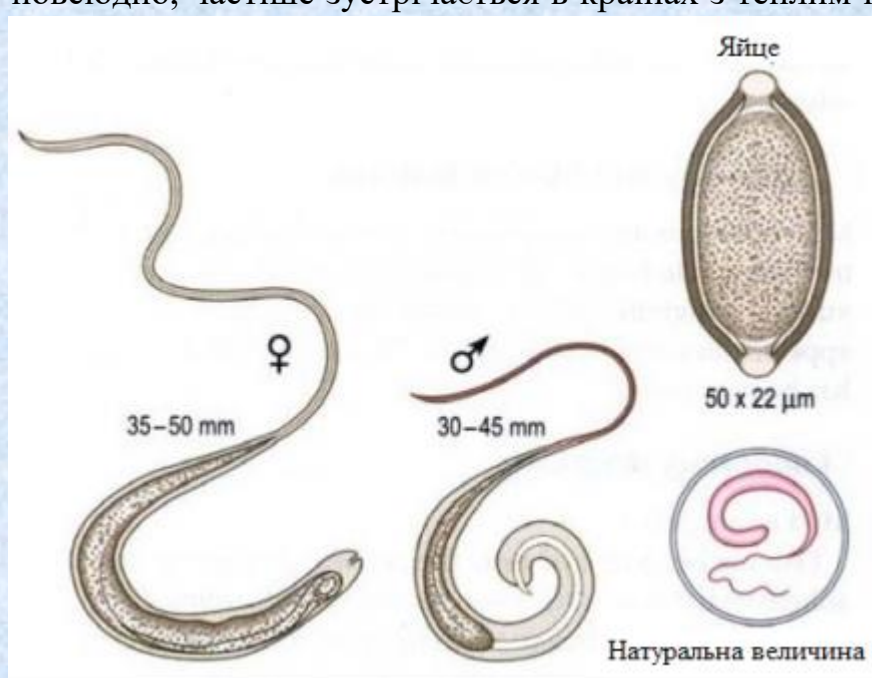 повсюдно, частіше зустрічається в країнах з теплим
Яйце
♀
35–50 mm
♂
30–45 mm
50 x 22 μm
Натуральна величина